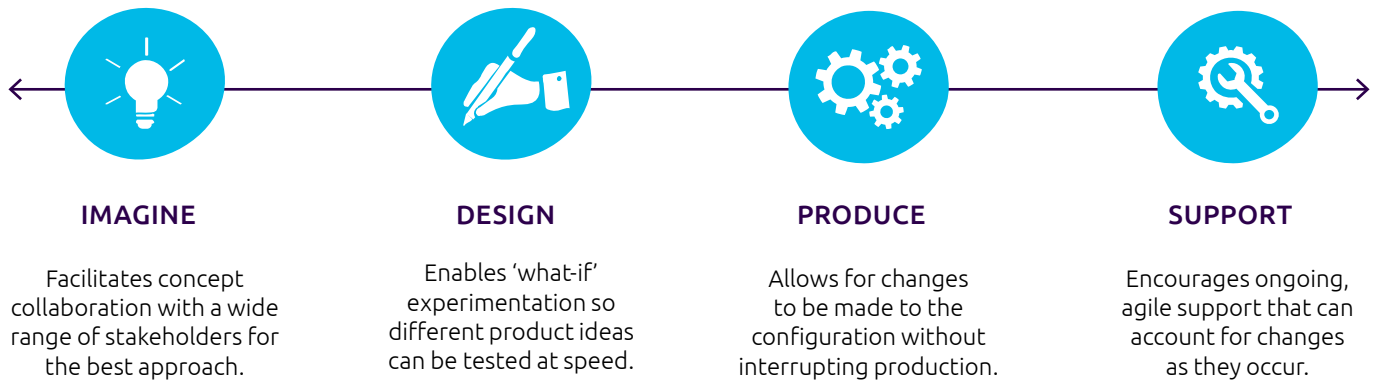 IMAGINE
Facilitates concept
collaboration with a wide
range of stakeholders for
the best approach.
DESIGN
Enables ‘what-if’
experimentation so
different product ideas
can be tested at speed.
PRODUCE
Allows for changes
to be made to the
configuration without
interrupting production.
SUPPORT
Encourages ongoing,
agile support that can
account for changes
as they occur.